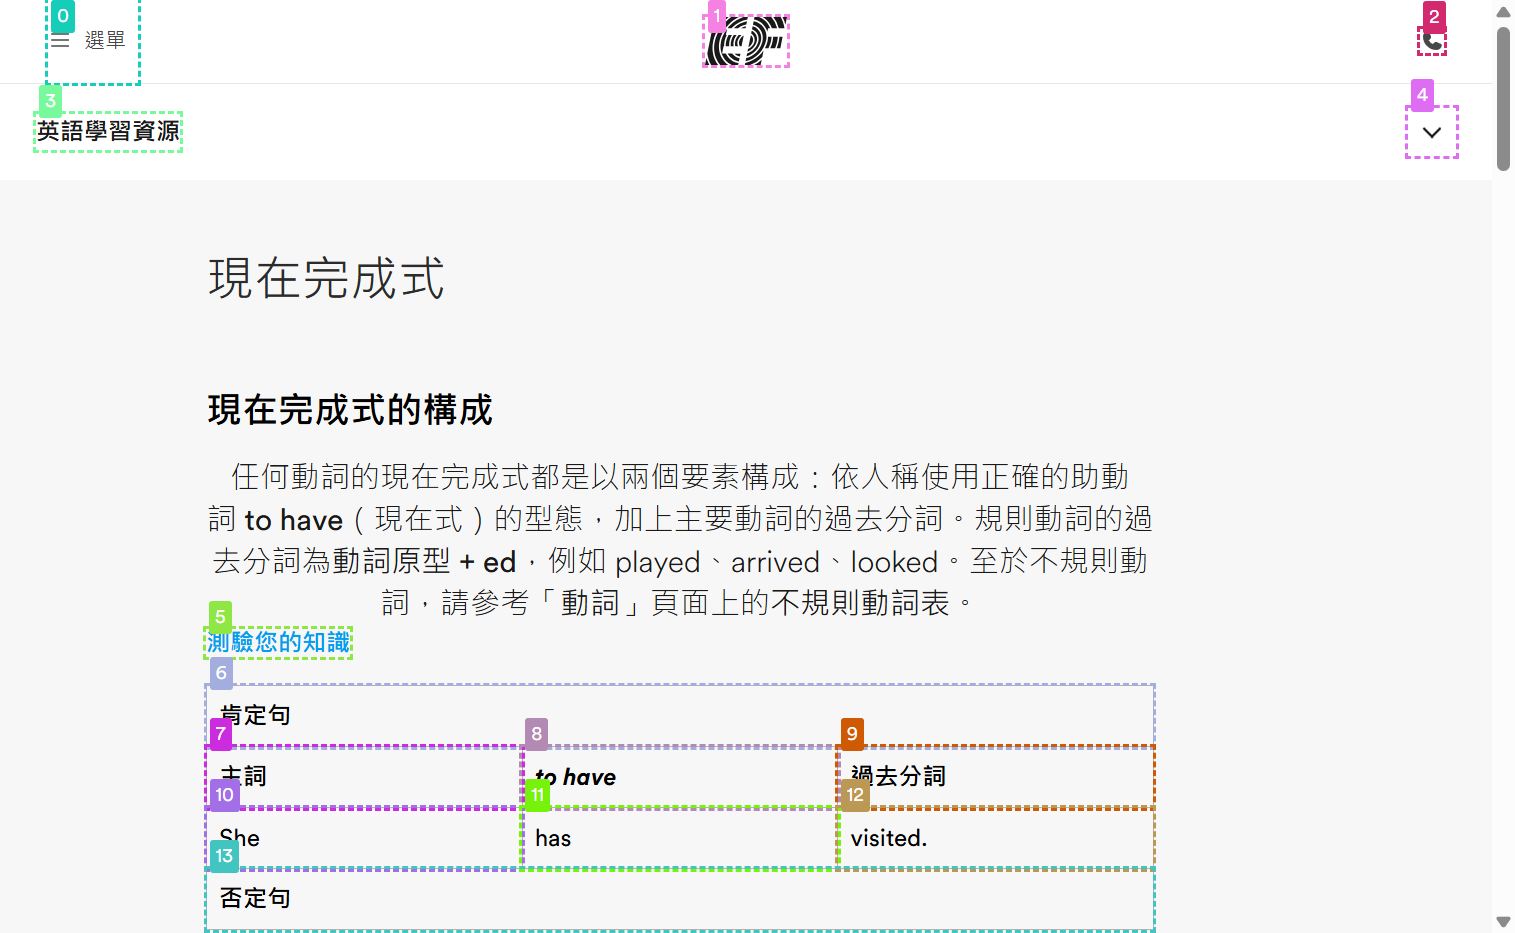 選單
英語學習資源
現在完成式
現在完成式的構成
任何動詞的現在完成式都是以兩個要素構成：依人稱使用正確的助動
詞 to have（現在式）的型態，加上主要動詞的過去分詞。規則動詞的過
去分詞為動詞原型 + ed，例如 played、arrived、looked。至於不規則動
詞，請參考「動詞」頁面上的不規則動詞表。
測驗您的知識
肯定句
主詞 to have 過去分詞
She has visited.
否定句
0
1
2
3
4
5
6
7
8
9
10
11
12
13